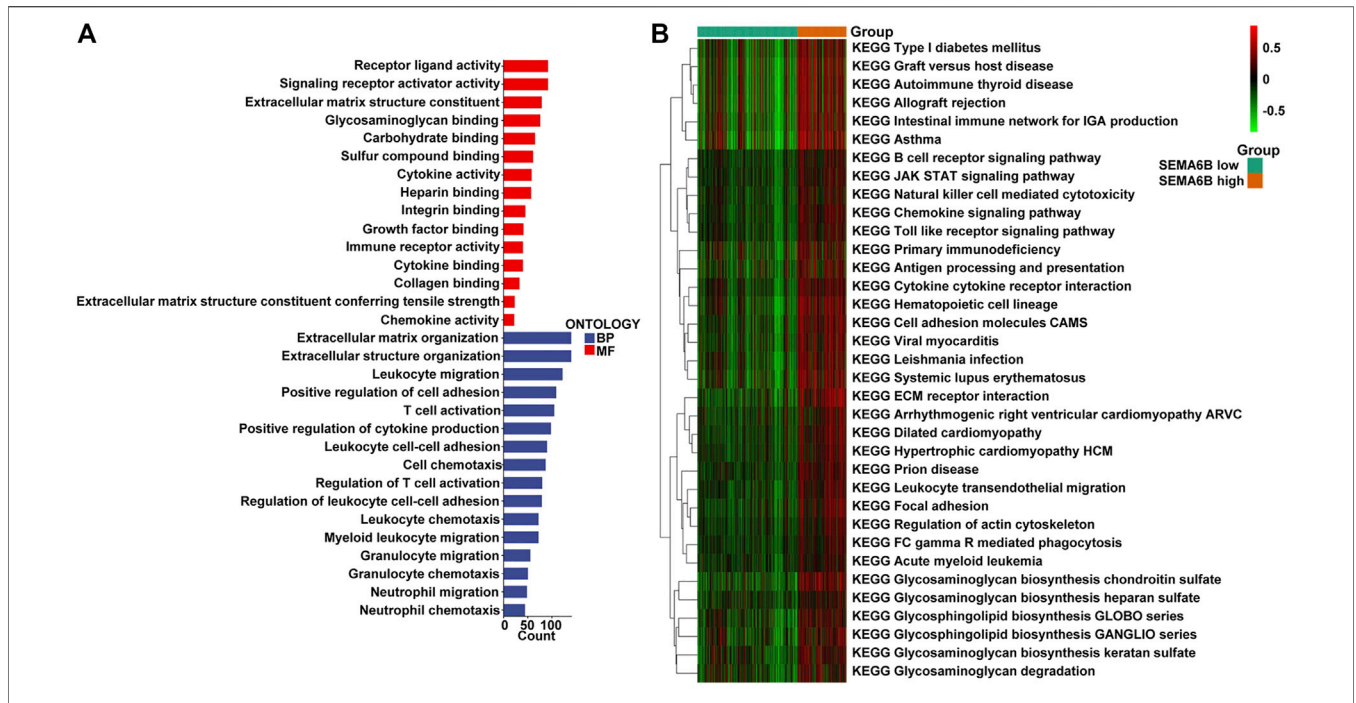 A
Receptor ligand activity
Signaling receptor activator activity
Extracellular matrix structure constituent
Glycosaminoglycan binding
Carbohydrate binding
Sulfur compound binding
Cytokine activity
Heparin binding
Integrin binding
Growth factor binding
Immune receptor activity
Cytokine binding
Collagen binding
Extracellular matrix structure constituent conferring tensile strength
Chemokine activity
Extracellular matrix organization
Extracellular structure organization
Leukocyte migration
Positive regulation of cell adhesion
T cell activation
Positive regulation of cytokine production
Leukocyte cell-cell adhesion
Cell chemotaxis
Regulation of T cell activation
Regulation of leukocyte cell-cell adhesion
Leukocyte chemotaxis
Myeloid leukocyte migration
Granulocyte migration
Granulocyte chemotaxis
Neutrophil migration
Neutrophil chemotaxis
0 50 100
Count
ONTOLOGY
BP
MF
B
Group
KEGG Type I diabetes mellitus
KEGG Graft versus host disease
KEGG Autoimmune thyroid disease
KEGG Allograft rejection
KEGG Intestinal immune network for IGA production
KEGG Asthma
KEGG B cell receptor signaling pathway
KEGG JAK STAT signaling pathway
KEGG Natural killer cell mediated cytotoxicity
KEGG Chemokine signaling pathway
KEGG Toll like receptor signaling pathway
KEGG Primary immunodeficiency
KEGG Antigen processing and presentation
KEGG Cytokine cytokine receptor interaction
KEGG Hematopoietic cell lineage
KEGG Cell adhesion molecules CAMS
KEGG Viral myocarditis
KEGG Leishmania infection
KEGG Systemic lupus erythematosus
KEGG ECM receptor interaction
KEGG Arrhythmogenic right ventricular cardiomyopathy ARVC
KEGG Dilated cardiomyopathy
KEGG Hypertrophic cardiomyopathy HCM
KEGG Prion disease
KEGG Leukocyte transendothelial migration
KEGG Focal adhesion
KEGG Regulation of actin cytoskeleton
KEGG FC gamma R mediated phagocytosis
KEGG Acute myeloid leukemia
KEGG Glycosaminoglycan biosynthesis chondroitin sulfate
KEGG Glycosaminoglycan biosynthesis heparan sulfate
KEGG Glycosphingolipid biosynthesis GLOBO series
KEGG Glycosphingolipid biosynthesis GANGLIO series
KEGG Glycosaminoglycan biosynthesis keratan sulfate
KEGG Glycosaminoglycan degradation
0.5
0
-0.5
Group
SEMA6B low
SEMA6B high